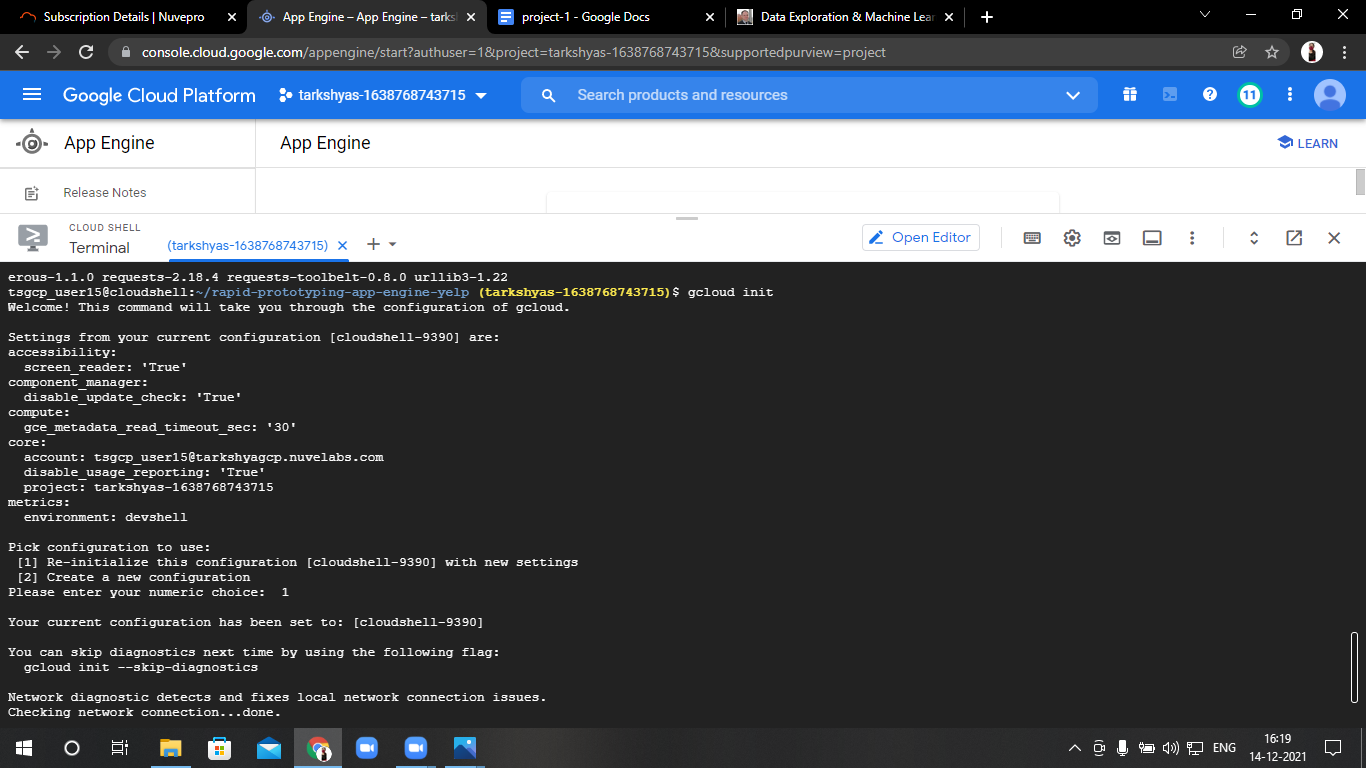 Subscription Details | Nuvepro
App Engine – App Engine – tarks
project-1 - Google Docs
Data Exploration & Machine Lear
console.cloud.google.com/appengine/start?authuser=1&project=tarkshyas-1638768743715&supportedpurview=project
Google Cloud Platform
tarkshyas-1638768743715
Search products and resources
11
App Engine
App Engine
LEARN
Release Notes
CLOUD SHELL
Terminal
(tarkshyas-1638768743715)
Open Editor
erous-1.1.0 requests-2.18.4 requests-toolbelt-0.8.0 urllib3-1.22
tsgcp_user15@cloudshell:~/rapid-prototyping-app-engine-yelp (tarkshyas-1638768743715)$ gcloud init
Welcome! This command will take you through the configuration of gcloud.
Settings from your current configuration [cloudshell-9390] are:
accessibility:
screen_reader: 'True'
component_manager:
disable_update_check: 'True'
compute:
gce_metadata_read_timeout_sec: '30'
core:
account: tsgcp_user15@tarkshyagcp.nuvelabs.com
disable_usage_reporting: 'True'
project: tarkshyas-1638768743715
metrics:
environment: devshell
Pick configuration to use:
[1] Re-initialize this configuration [cloudshell-9390] with new settings
[2] Create a new configuration
Please enter your numeric choice:  1
Your current configuration has been set to: [cloudshell-9390]
You can skip diagnostics next time by using the following flag:
gcloud init --skip-diagnostics
Network diagnostic detects and fixes local network connection issues.
Checking network connection...done.
ENG
16:19
14-12-2021